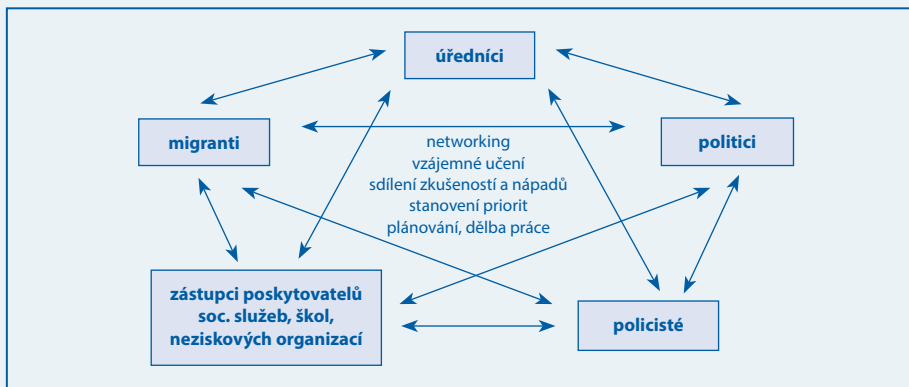 úředníci
migranti
politici
networking
vzájemné učení
sdílení zkušeností a nápadů
stanovení priorit
plánování, dělba práce
zástupci poskytovatelů
soc. služeb, škol,
neziskových organizací
policisté